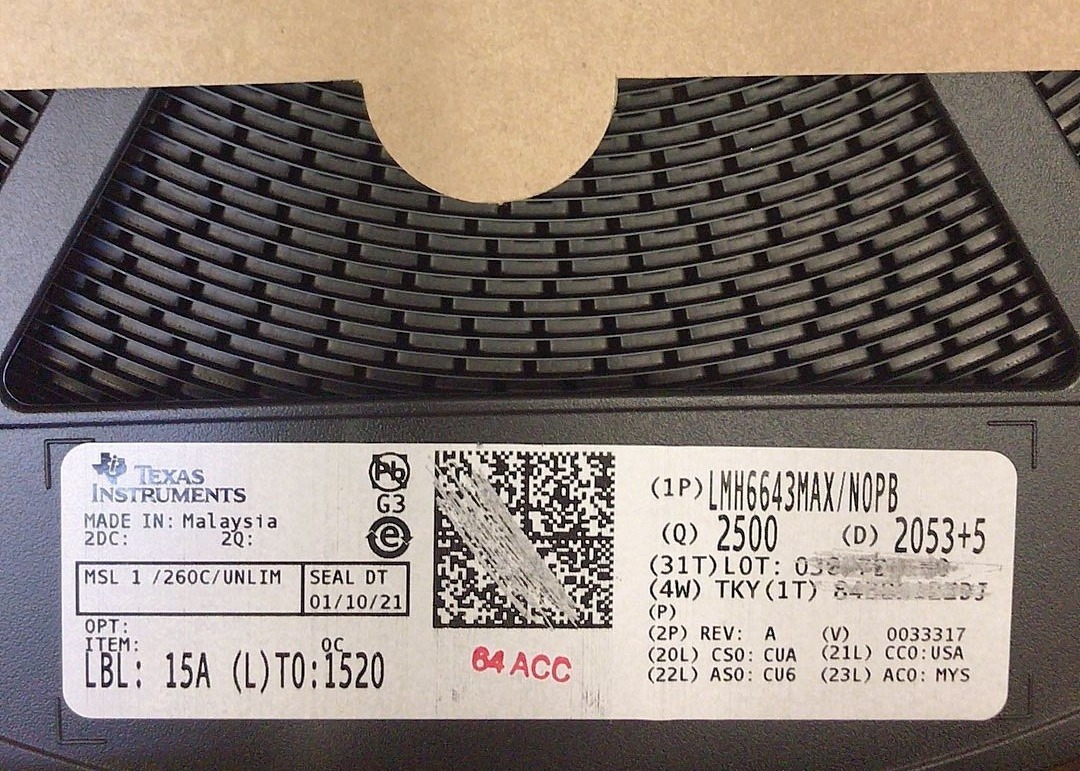 TEXAS
INSTRUMENTS
MADE IN: Malaysia
2DC: 2Q:
MSL 1 /260C/UNLIM
SEAL DT
01/10/21
OPT:
ITEM: 0C
LBL: 15A (L)TO:1520
Pb
G3
e
64 ACC
(1P) LMH6643MAX/NOPB
(Q) 2500 (D) 2053+5
(31T) LOT:
(4W) TKY(1T)
(P)
(2P) REV: A (V) 0033317
(20L) CSO: CUA (21L) CCO:USA
(22L) ASO: CU6 (23L) ACO: MYS